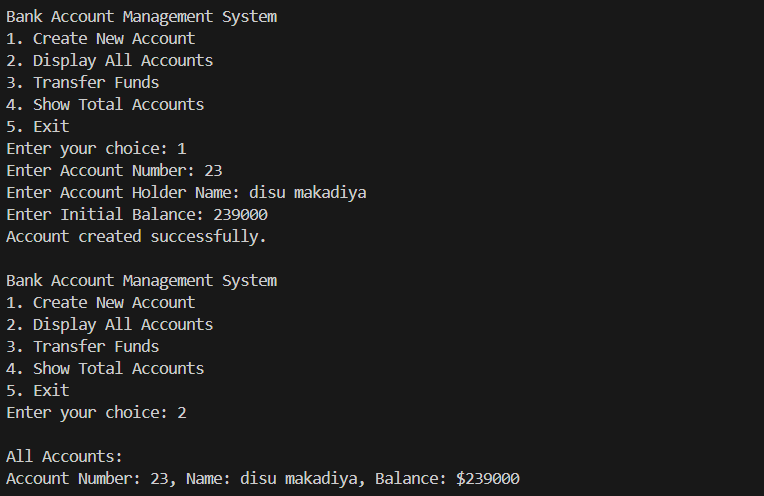 Bank Account Management System
1. Create New Account
2. Display All Accounts
3. Transfer Funds
4. Show Total Accounts
5. Exit
Enter your choice: 1
Enter Account Number: 23
Enter Account Holder Name: disu makadiya
Enter Initial Balance: 239000
Account created successfully.

Bank Account Management System
1. Create New Account
2. Display All Accounts
3. Transfer Funds
4. Show Total Accounts
5. Exit
Enter your choice: 2

All Accounts:
Account Number: 23, Name: disu makadiya, Balance: $239000